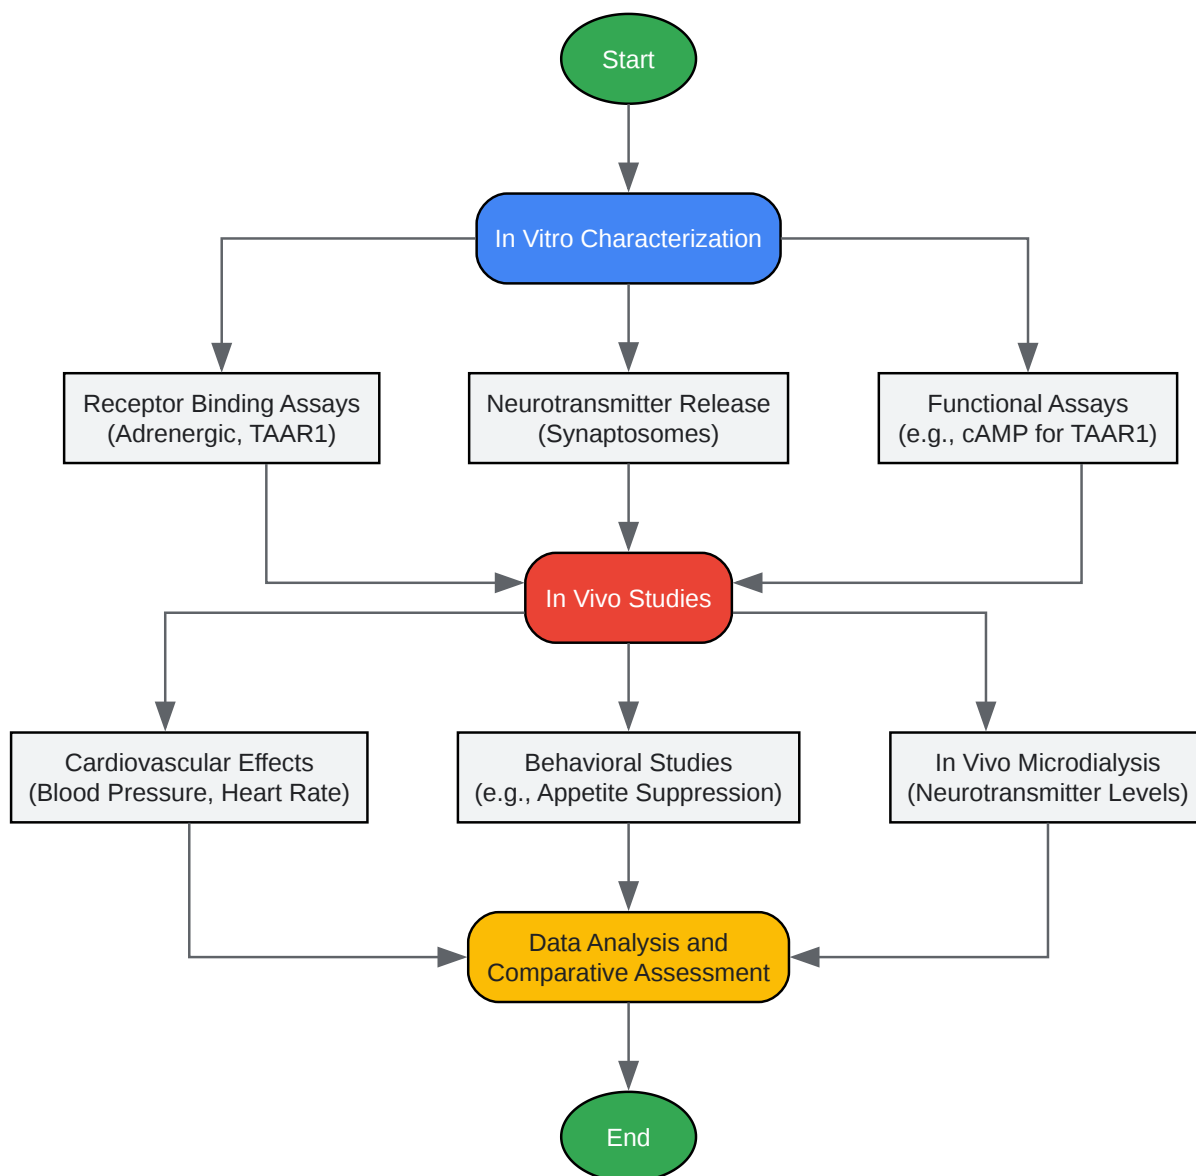 Start
In Vitro Characterization
Receptor Binding Assays
(Adrenergic, TAAR1)
Neurotransmitter Release
(Synaptosomes)
Functional Assays
(e.g., cAMP for TAAR1)
In Vivo Studies
Cardiovascular Effects
(Blood Pressure, Heart Rate)
Behavioral Studies
(e.g., Appetite Suppression)
In Vivo Microdialysis
(Neurotransmitter Levels)
Data Analysis and
Comparative Assessment
End